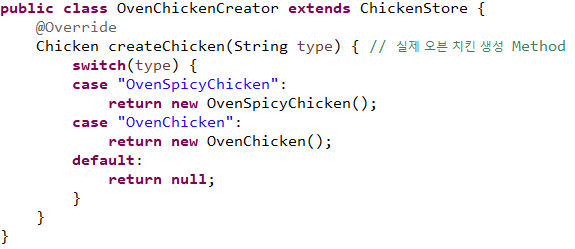 public class OvenChickenCreator extends ChickenStore {
    @Override
    Chicken createChicken(String type) { // 실제 오븐 치킨 생성 Method
        switch(type) {
        case "OvenSpicyChicken":
            return new OvenSpicyChicken();
        case "OvenChicken":
            return new OvenChicken();
        default:
            return null;
        }
    }
}